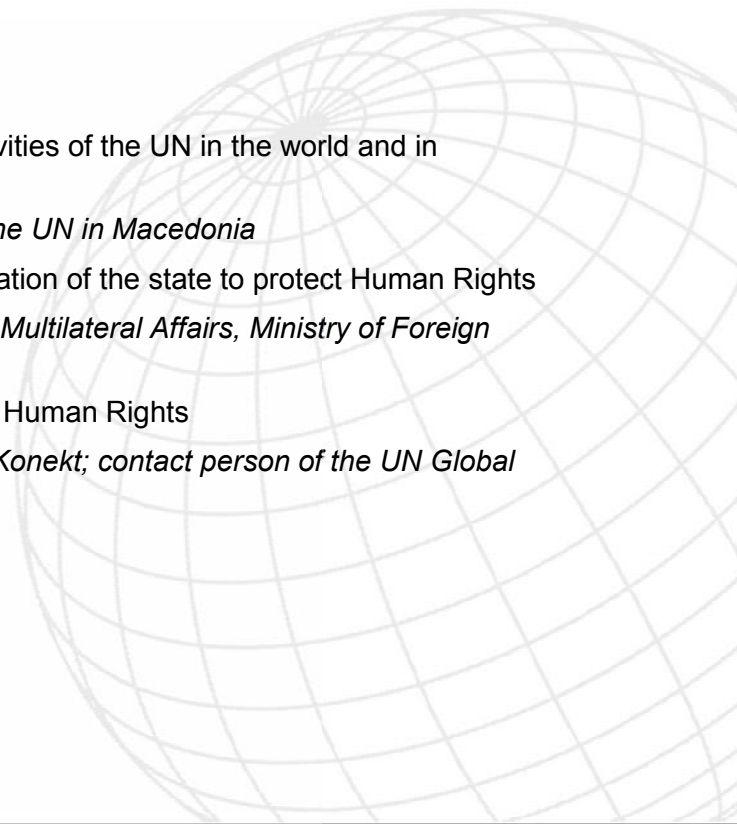 vities of the UN in the world and in
he UN in Macedonia
ation of the state to protect Human Rights
Multilateral Affairs, Ministry of Foreign
Human Rights
Konekt; contact person of the UN Global